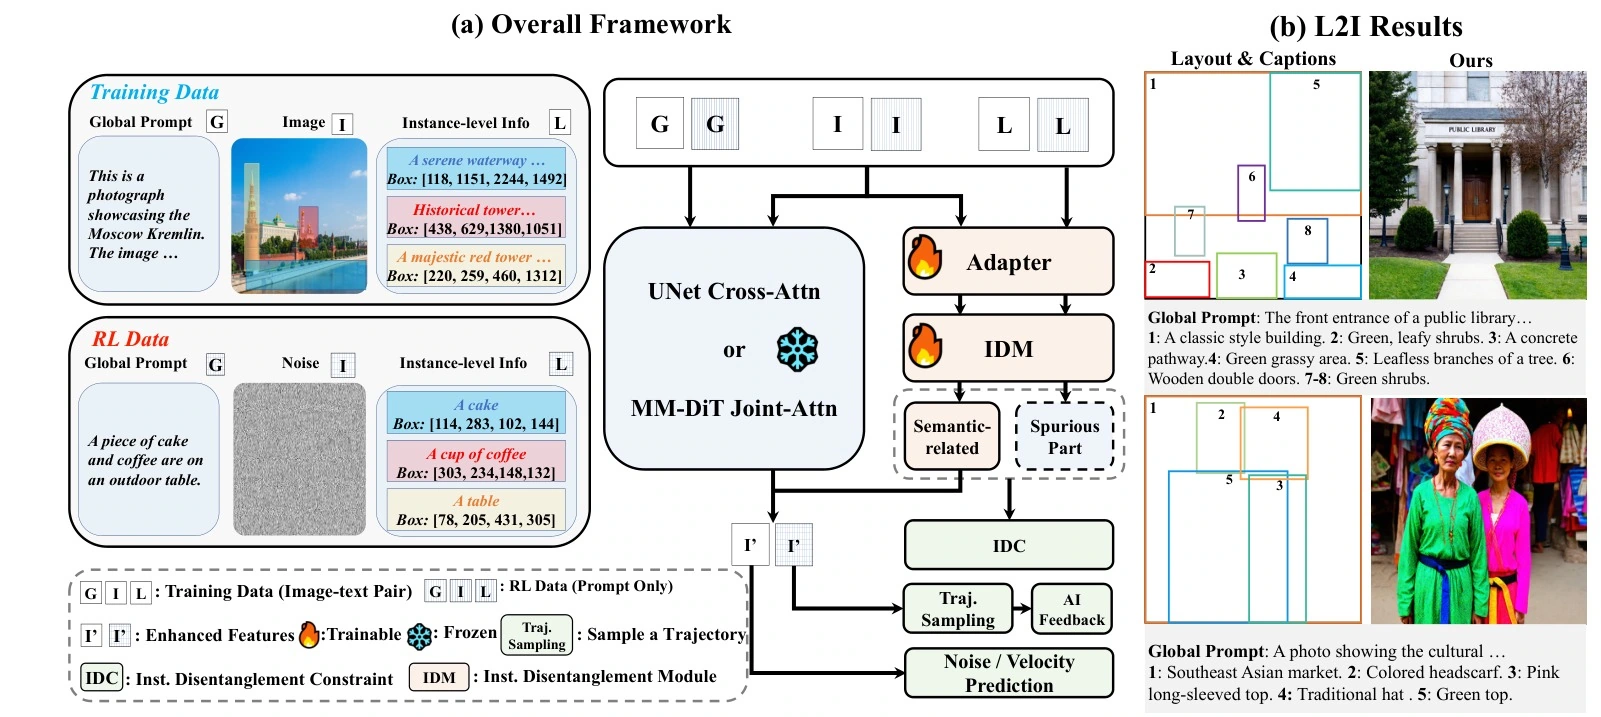 (a) Overall Framework
Training Data
Global Prompt G
Image I
Instance-level Info L
This is a
photograph
showcasing the
Moscow Kremlin.
The image …
A serene waterway …
Box: [118, 1151, 2244, 1492]
Historical tower…
Box: [438, 629,1380,1051]
A majestic red tower …
Box: [220, 259, 460, 1312]
RL Data
Global Prompt G
Noise I
Instance-level Info L
A piece of cake
and coffee are on
an outdoor table.
A cake
Box: [114, 283, 102, 144]
A cup of coffee
Box: [303, 234,148,132]
A table
Box: [78, 205, 431, 305]
G I L : Training Data (Image-text Pair) G I L : RL Data (Prompt Only)
I’ I’ : Enhanced Features :Trainable : Frozen Traj. Sampling : Sample a Trajectory
IDC : Inst. Disentanglement Constraint IDM : Inst. Disentanglement Module
G G I I L L
UNet Cross-Attn
or
MM-DiT Joint-Attn
Adapter
IDM
Semantic-
related
Spurious
Part
I’ I’
IDC
Traj.
Sampling
AI
Feedback
Noise / Velocity
Prediction
(b) L2I Results
Layout & Captions
Ours
1
5
6
7
8
2
3
4
PUBLIC LIBRARY
Global Prompt: The front entrance of a public library…
1: A classic style building. 2: Green, leafy shrubs. 3: A concrete
pathway.4: Green grassy area. 5: Leafless branches of a tree. 6:
Wooden double doors. 7-8: Green shrubs.
1
2
4
5
3
Global Prompt: A photo showing the cultural …
1: Southeast Asian market. 2: Colored headscarf. 3: Pink
long-sleeved top. 4: Traditional hat . 5: Green top.